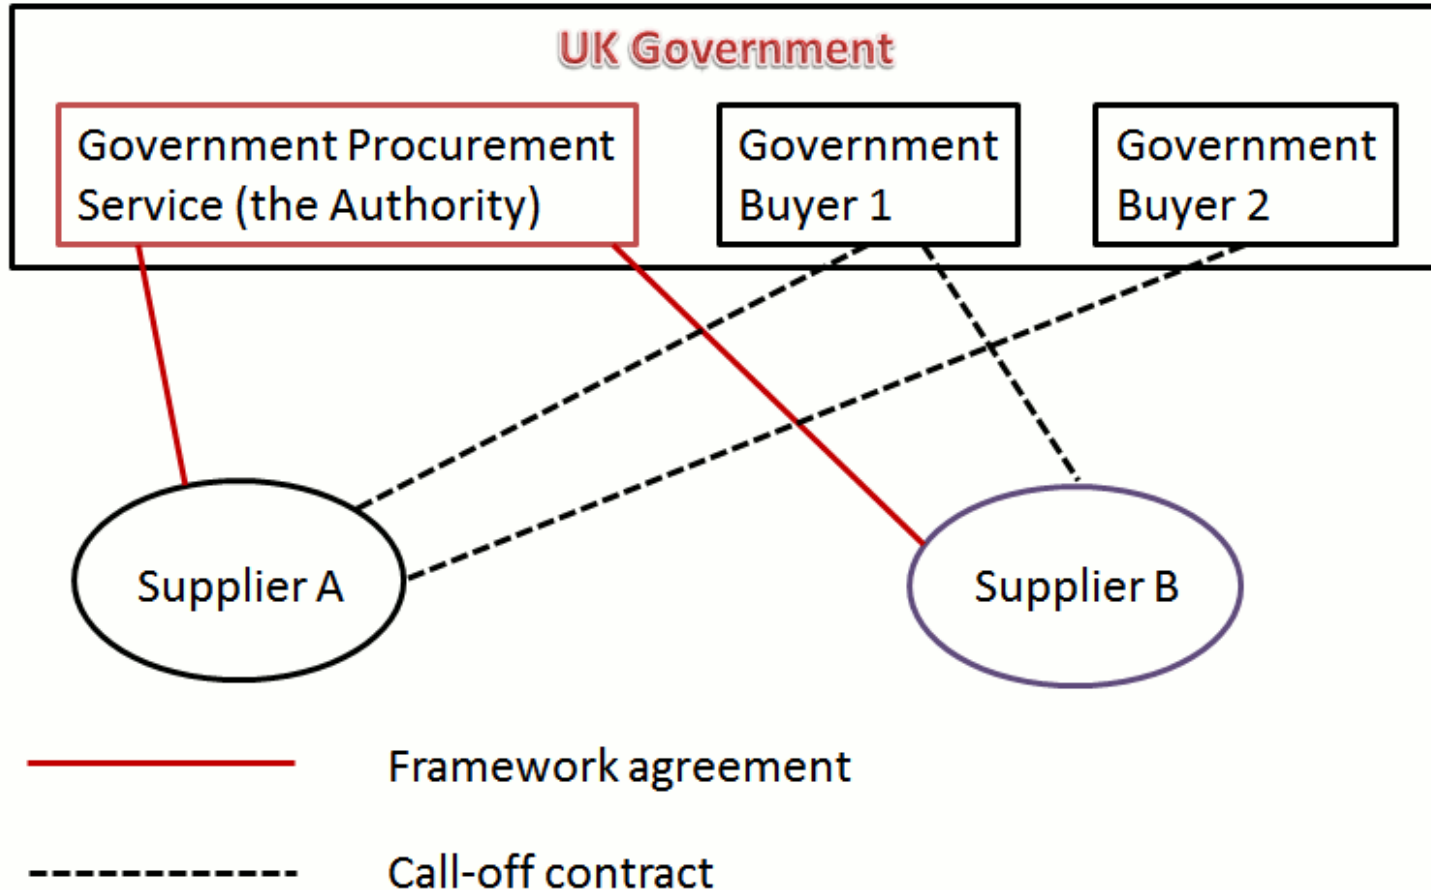 UK Government
Government Procurement
Service (the Authority)
Government
Buyer 1
Government
Buyer 2
Supplier A
Supplier B
Framework agreement
Call-off contract